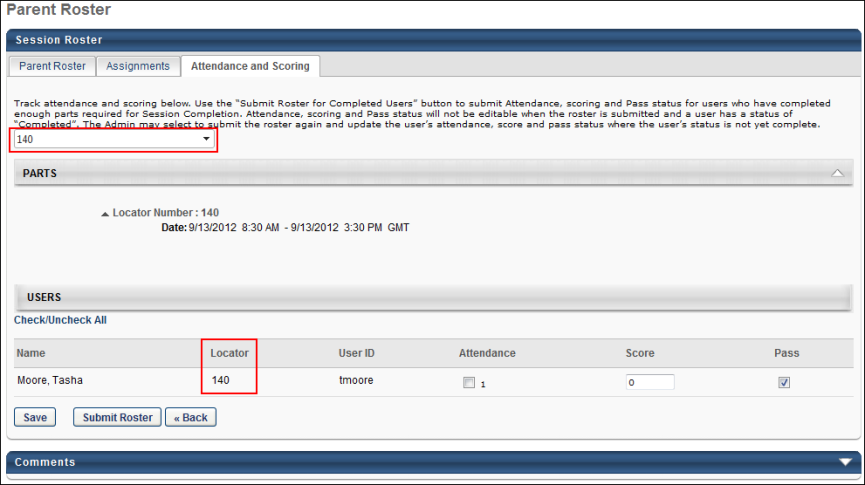 Parent Roster
Session Roster
Parent Roster Assignments Attendance and Scoring
Track attendance and scoring below. Use the "Submit Roster for Completed Users" button to submit Attendance, scoring and Pass status for users who have completed
enough parts required for Session Completion. Attendance, scoring and Pass status will not be editable when the roster is submitted and a user has a status of
"Completed". The Admin may select to submit the roster again and update the user's attendance, score and pass status where the user's status is not yet complete.
140
PARTS
Locator Number : 140
Date: 9/13/2012 8:30 AM - 9/13/2012 3:30 PM GMT
USERS
Check/Uncheck All
Name Locator User ID Attendance Score Pass
Moore, Tasha 140 tmoore 1 0
Save Submit Roster « Back
Comments